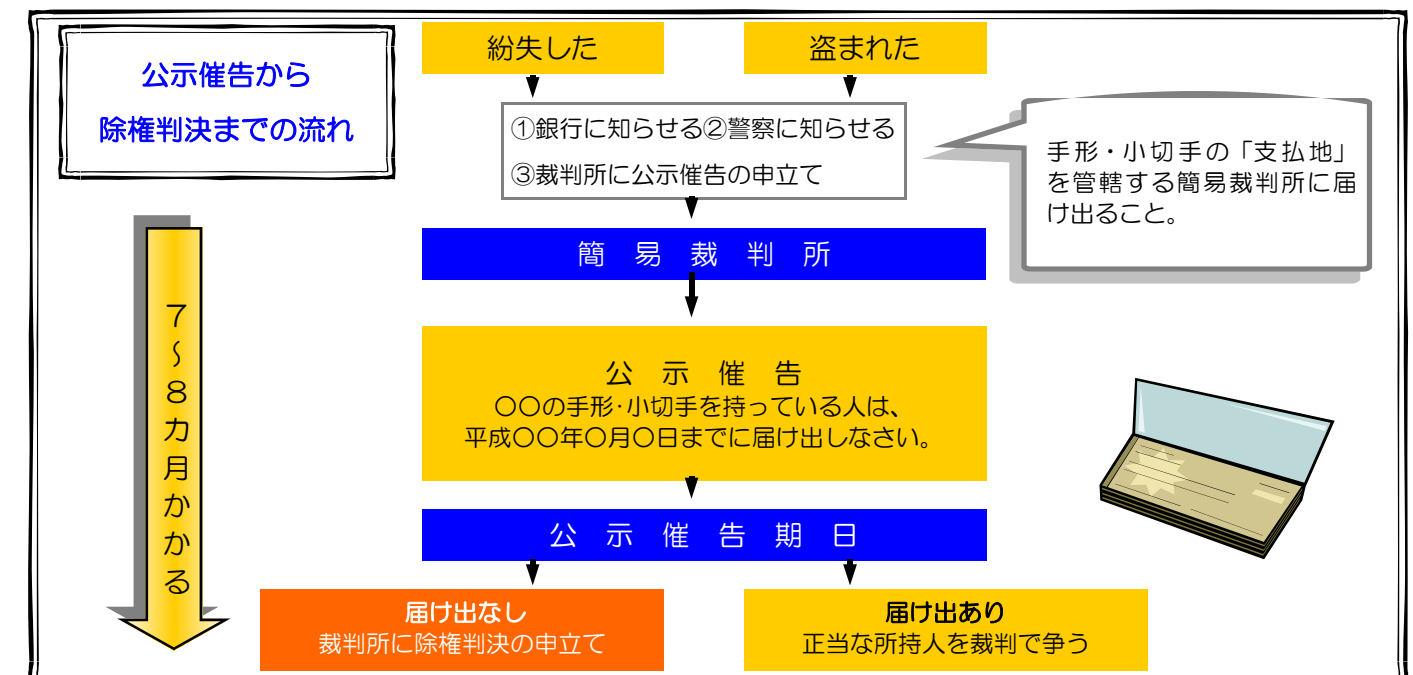 公示催告から
除権判決までの流れ
紛失した
盗まれた
①銀行に知らせる②警察に知らせる
③裁判所に公示催告の申立て
手形・小切手の「支払地」
を管轄する簡易裁判所に届
け出ること。
簡易裁判所
公示催告
〇〇の手形・小切手を持っている人は、
平成〇〇年〇月〇日までに届け出しなさい。
公示催告期日
届け出なし
裁判所に除権判決の申立て
届け出あり
正当な所持人を裁判で争う
7～8カ月かかる